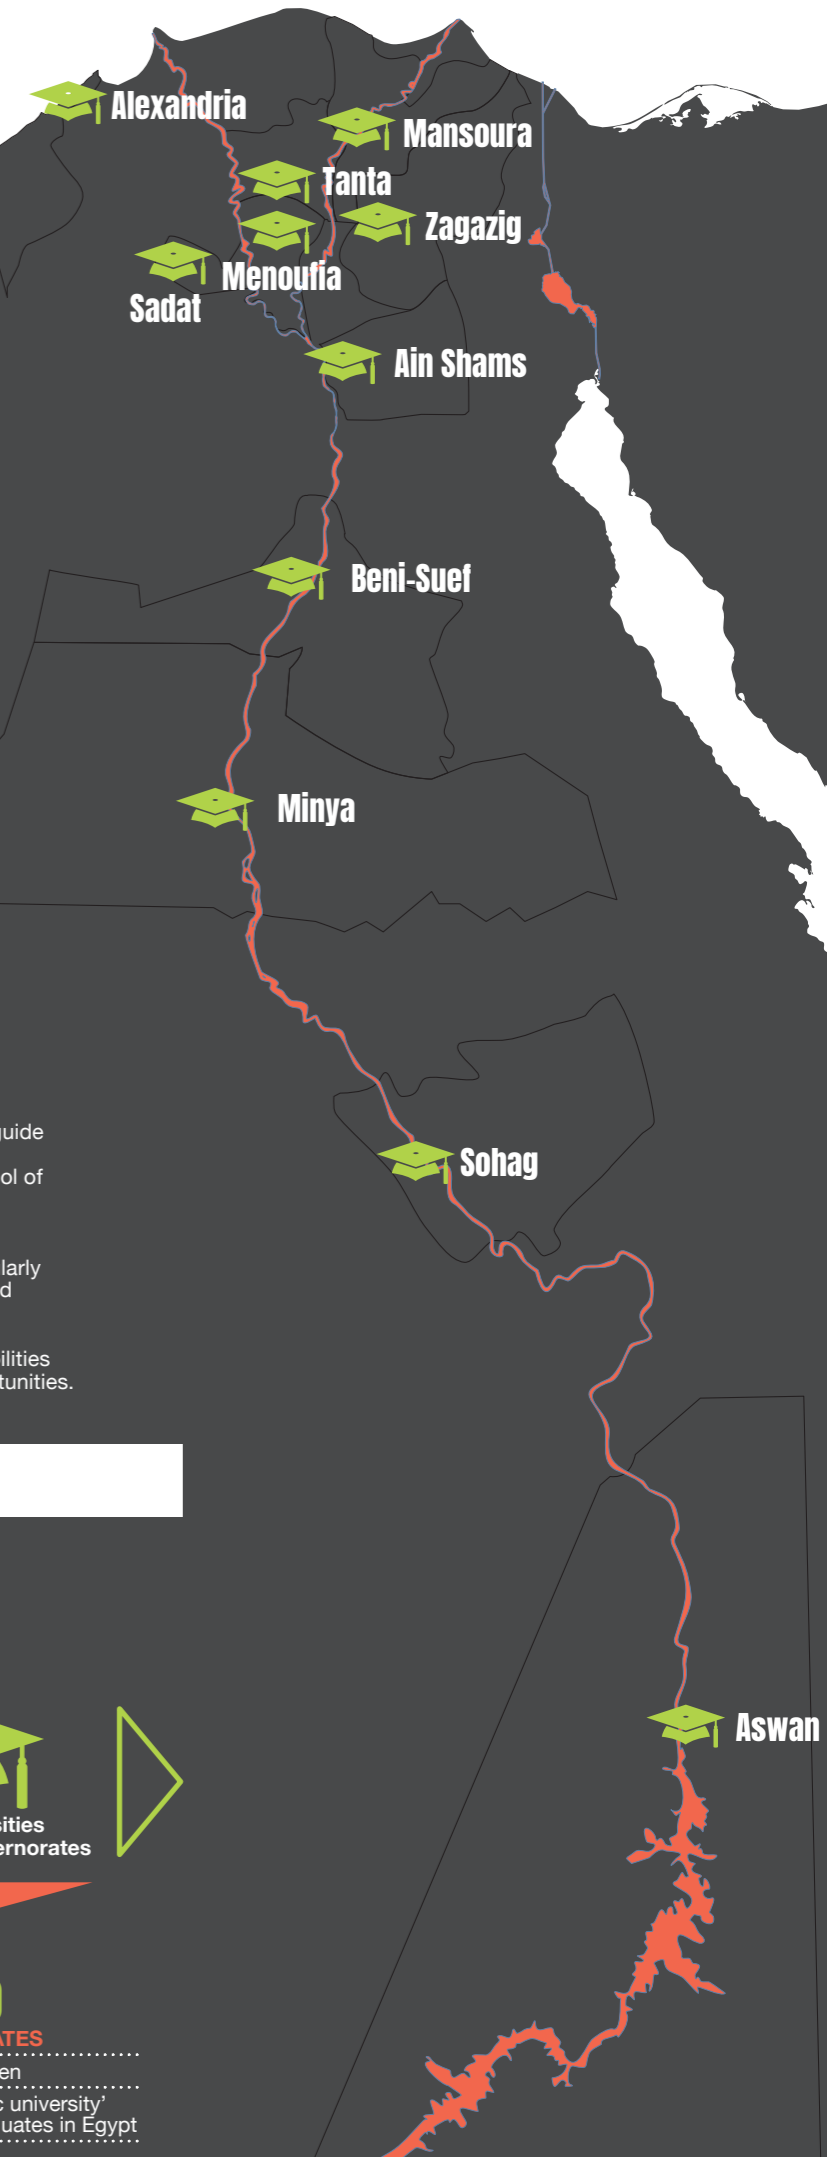 Alexandria
Mansoura
Tanta
Zagazig
Menoufia
Sadat
Ain Shams
Beni-Suef
Minya
guide
ol of
Sohag
larly
d
ilities
tunities.
Aswan
sities
ernorates
ATES
en
c university'
uates in Egypt